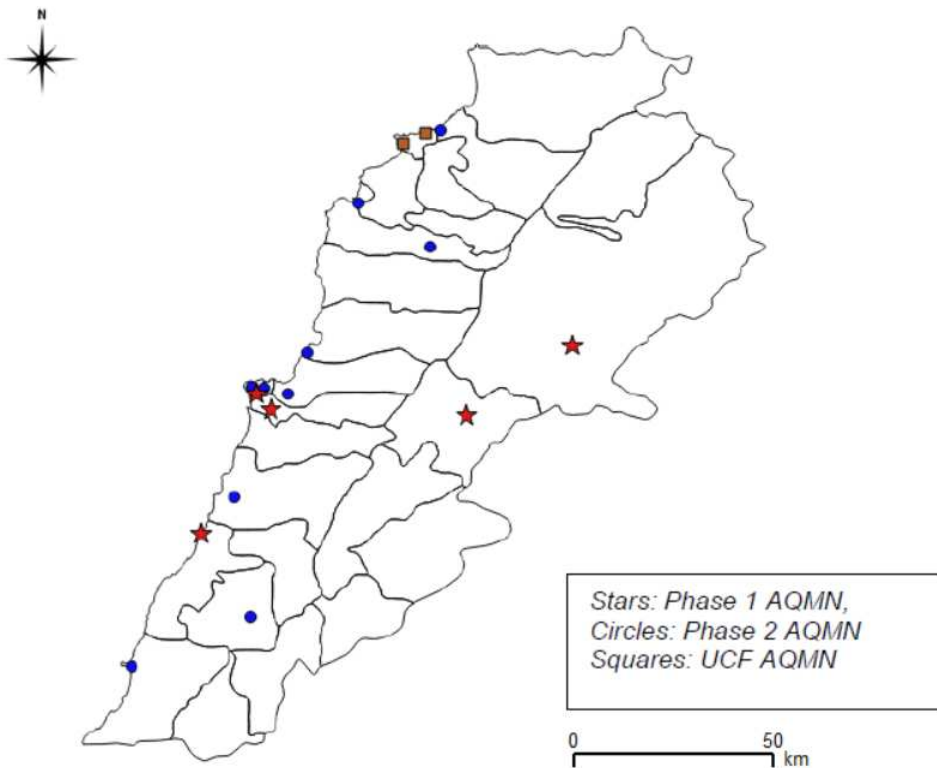 N
Stars: Phase 1 AQMN,
Circles: Phase 2 AQMN
Squares: UCF AQMN
0 50
km